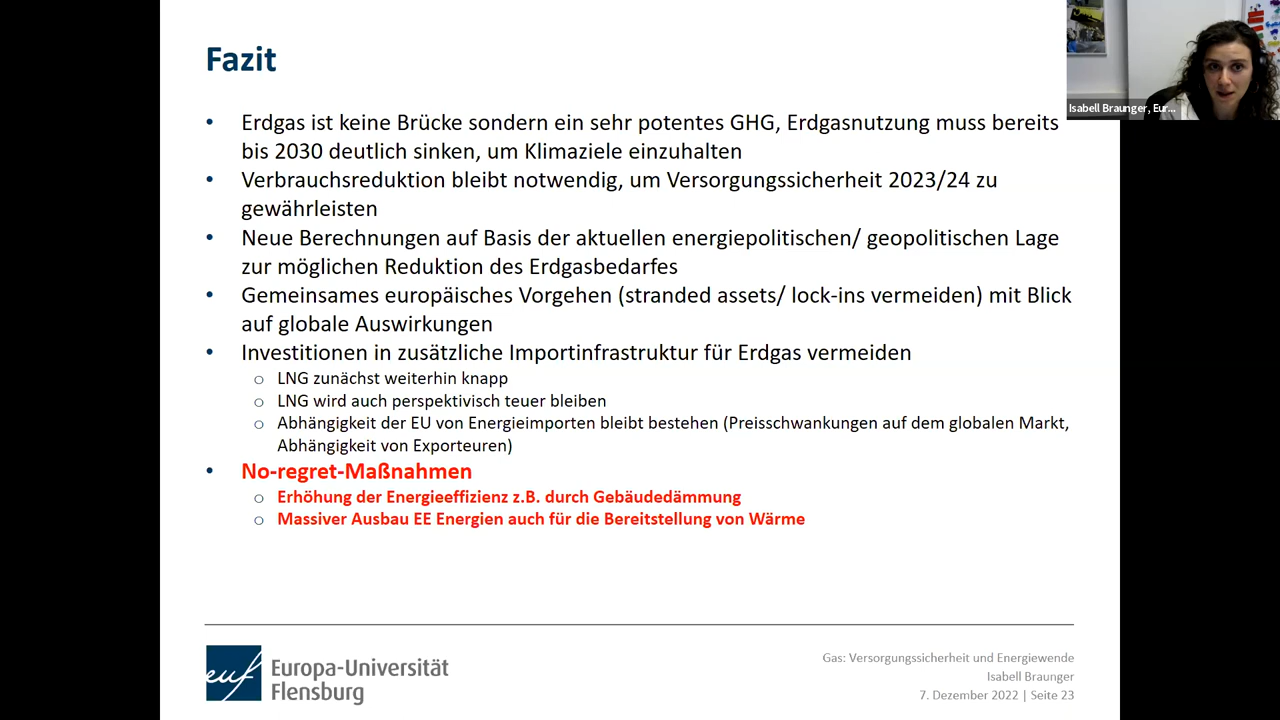 Fazit
Isabell Braunger, Eur...
• Erdgas ist keine Brücke sondern ein sehr potentes GHG, Erdgasnutzung muss bereits
bis 2030 deutlich sinken, um Klimaziele einzuhalten
• Verbrauchsreduktion bleibt notwendig, um Versorgungssicherheit 2023/24 zu
gewährleisten
• Neue Berechnungen auf Basis der aktuellen energiepolitischen/ geopolitischen Lage
zur möglichen Reduktion des Erdgasbedarfes
• Gemeinsames europäisches Vorgehen (stranded assets/ lock-ins vermeiden) mit Blick
auf globale Auswirkungen
• Investitionen in zusätzliche Importinfrastruktur für Erdgas vermeiden
o LNG zunächst weiterhin knapp
o LNG wird auch perspektivisch teuer bleiben
o Abhängigkeit der EU von Energieimporten bleibt bestehen (Preisschwankungen auf dem globalen Markt,
Abhängigkeit von Exporteuren)
• No-regret-Maßnahmen
o Erhöhung der Energieeffizienz z.B. durch Gebäudedämmung
o Massiver Ausbau EE Energien auch für die Bereitstellung von Wärme
euf
Europa-Universität
Flensburg
Gas: Versorgungssicherheit und Energiewende
Isabell Braunger
7. Dezember 2022 | Seite 23